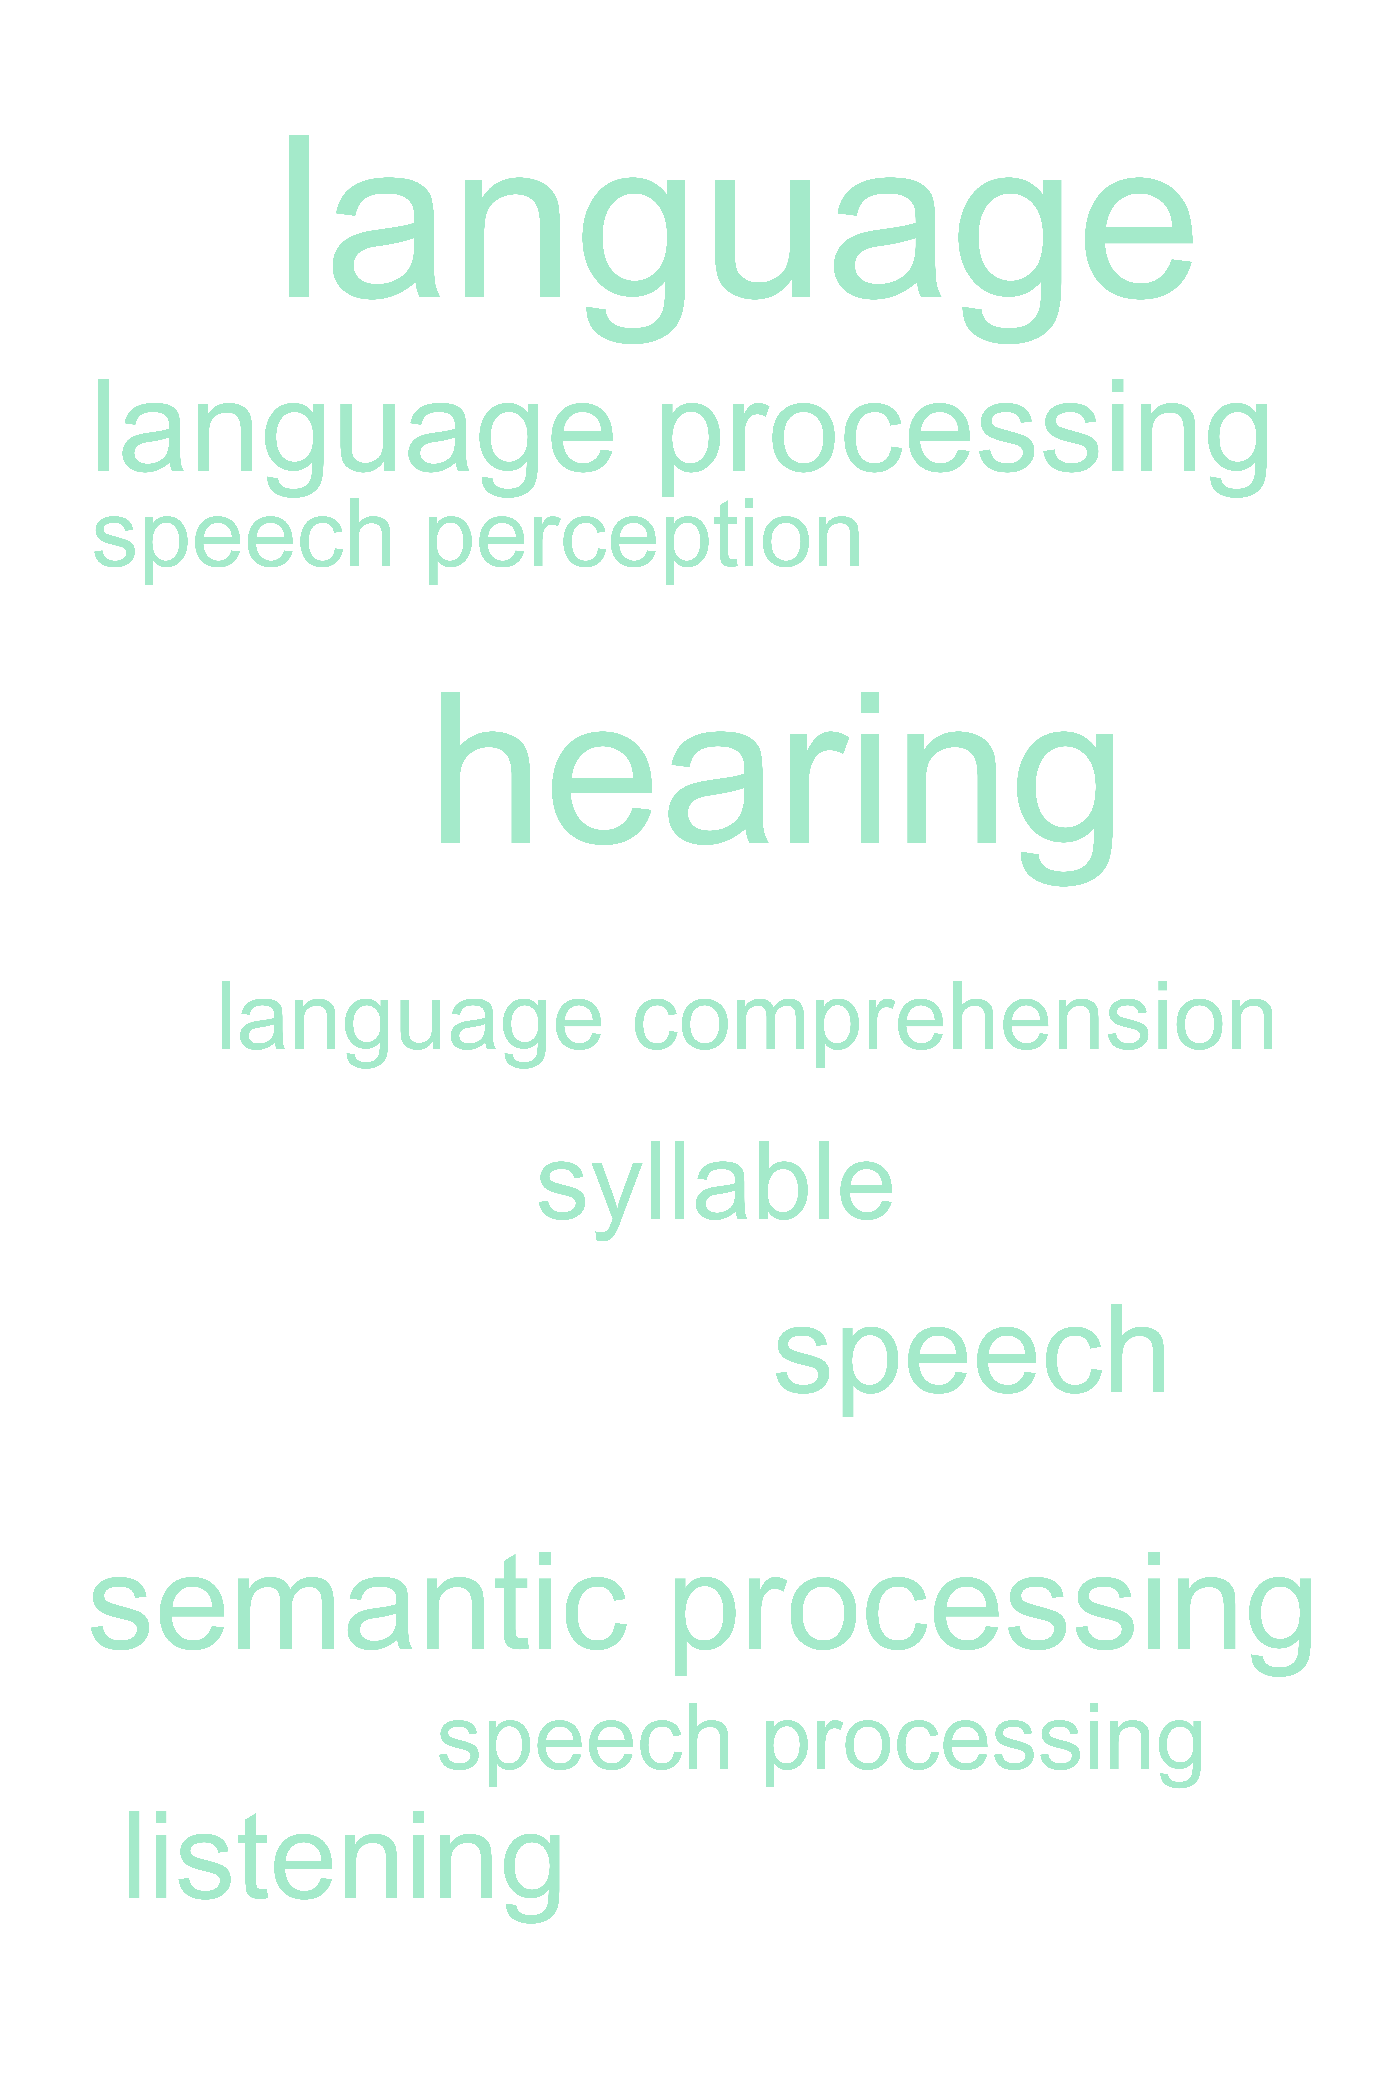 language
language processing
speech perception
hearing
language comprehension
syllable
speech
semantic processing
speech processing
listening